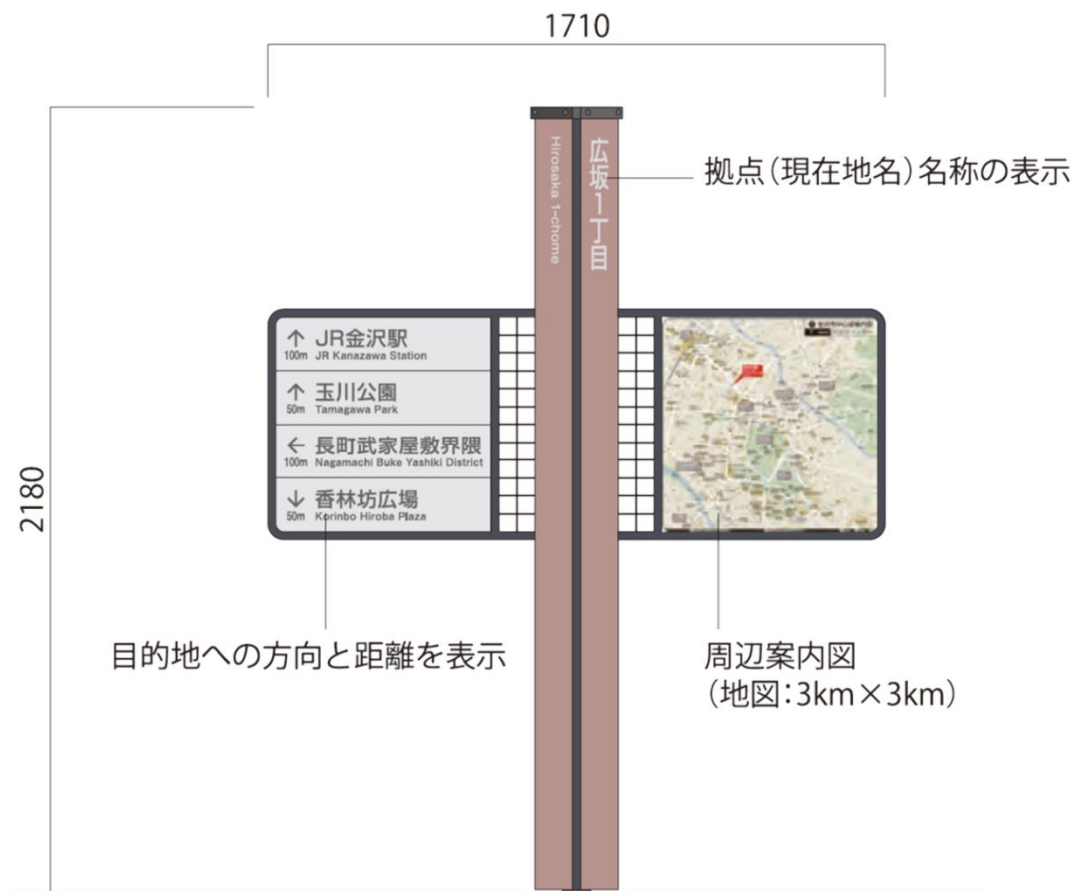 1710
2180
広坂1丁目
Hirosaka 1-chome
拠点（現在地名）名称の表示
↑ JR金沢駅
100m JR Kanazawa Station
↑ 玉川公園
50m Tamagawa Park
← 長町武家屋敷界隈
100m Nagamachi Buke Yashiki District
↓ 香林坊広場
50m Korinbo Hiroba Plaza
目的地への方向と距離を表示
周辺案内図
（地図：3km×3km）